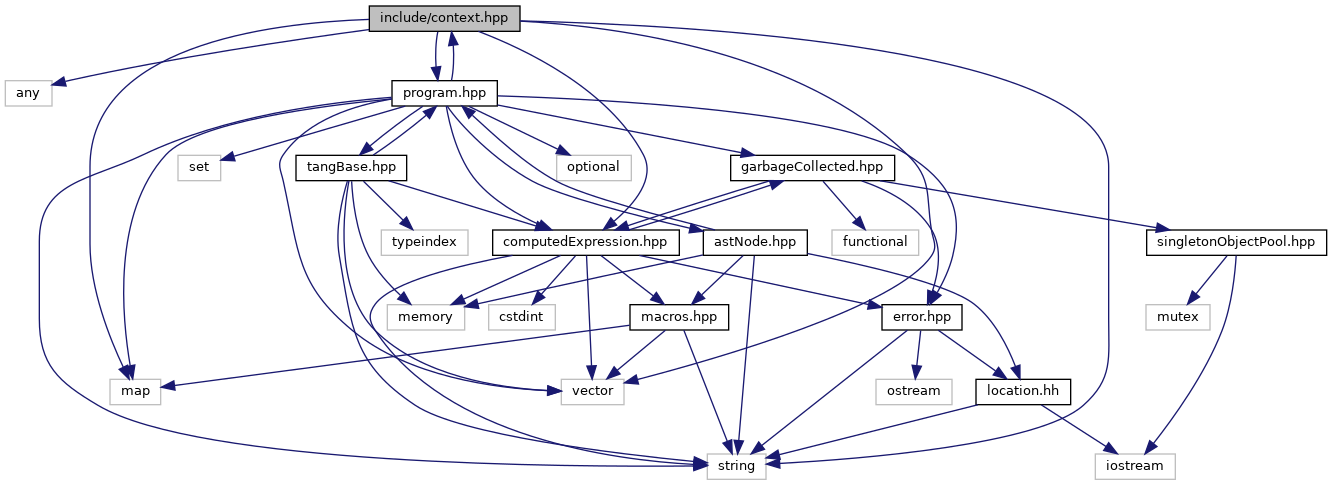 include/context.hpp
any
program.hpp
set
tangBase.hpp
optional
garbageCollected.hpp
typeindex
computedExpression.hpp
astNode.hpp
functional
singletonObjectPool.hpp
memory
cstdint
macros.hpp
error.hpp
mutex
map
vector
ostream
location.hh
string
iostream